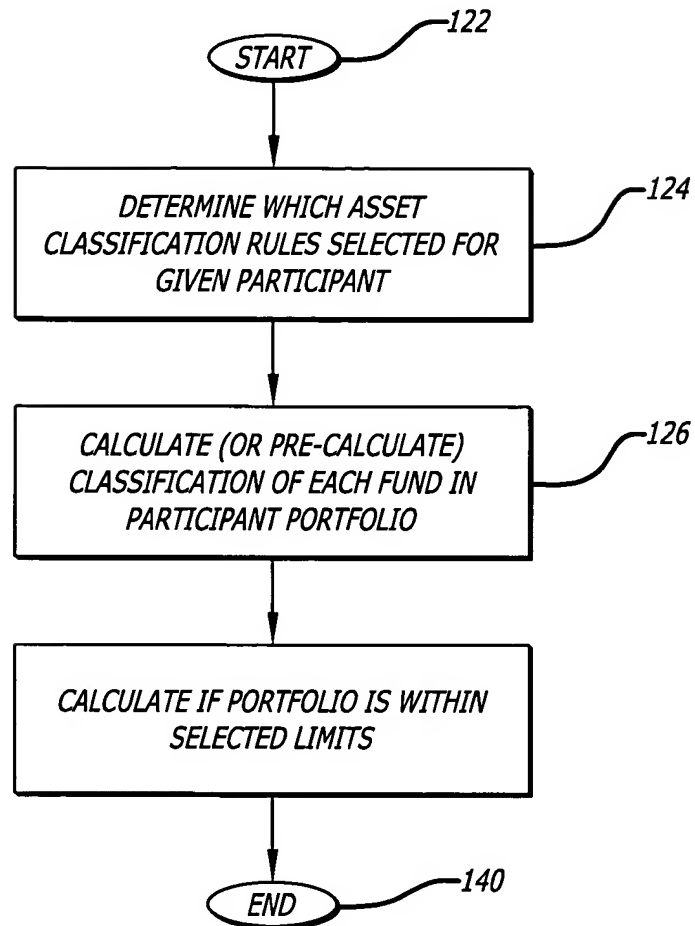 START
122
DETERMINE WHICH ASSET
CLASSIFICATION RULES SELECTED FOR
GIVEN PARTICIPANT
124
CALCULATE (OR PRE-CALCULATE)
CLASSIFICATION OF EACH FUND IN
PARTICIPANT PORTFOLIO
126
CALCULATE IF PORTFOLIO IS WITHIN
SELECTED LIMITS
END
140